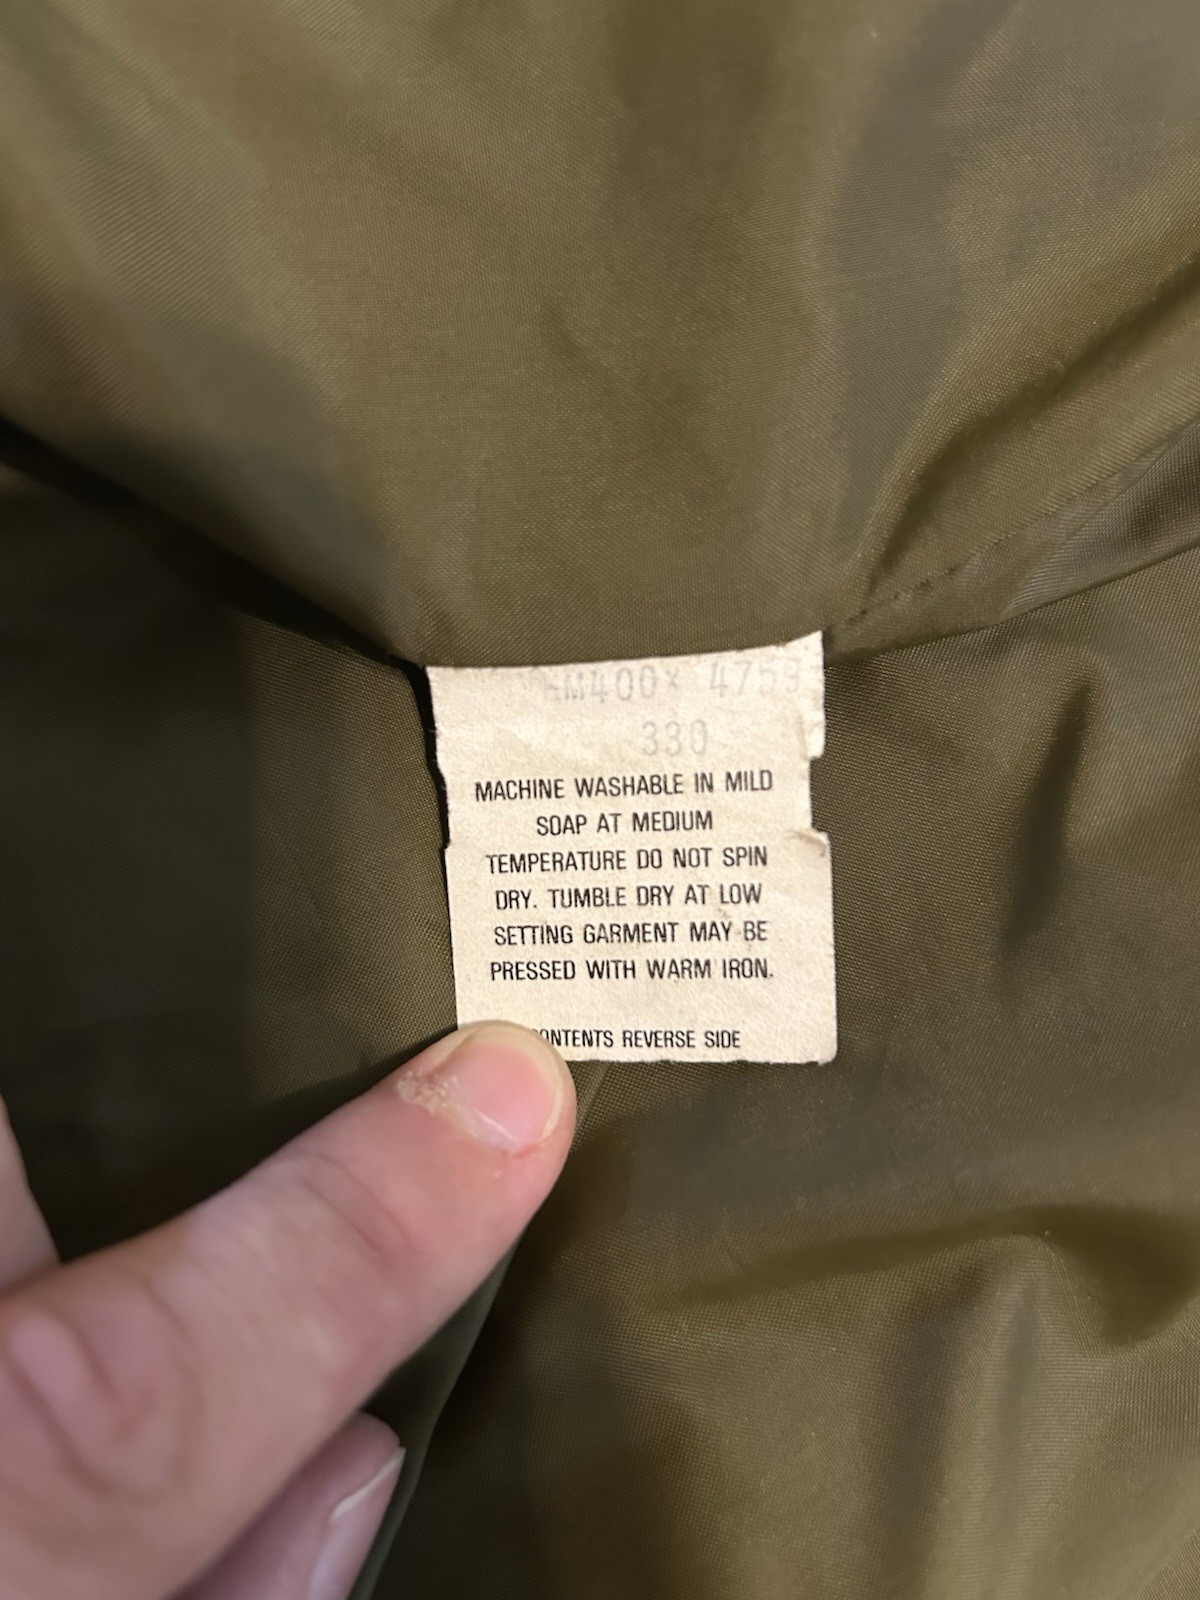 4759
330
MACHINE WASHABLE IN MILD
SOAP AT MEDIUM
TEMPERATURE DO NOT SPIN
DRY. TUMBLE DRY AT LOW
SETTING GARMENT MAY BE
PRESSED WITH WARM IRON.
REVERSE SIDE